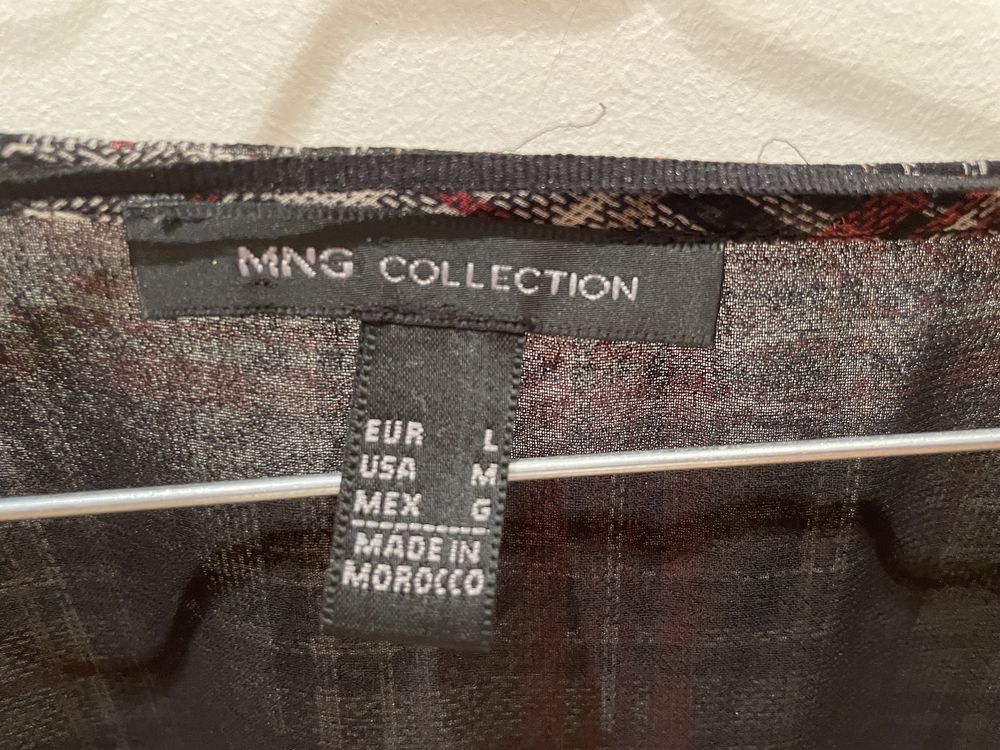 MNG COLLECTION
EUR L
USA M
MEX G
MADE IN
MOROCCO